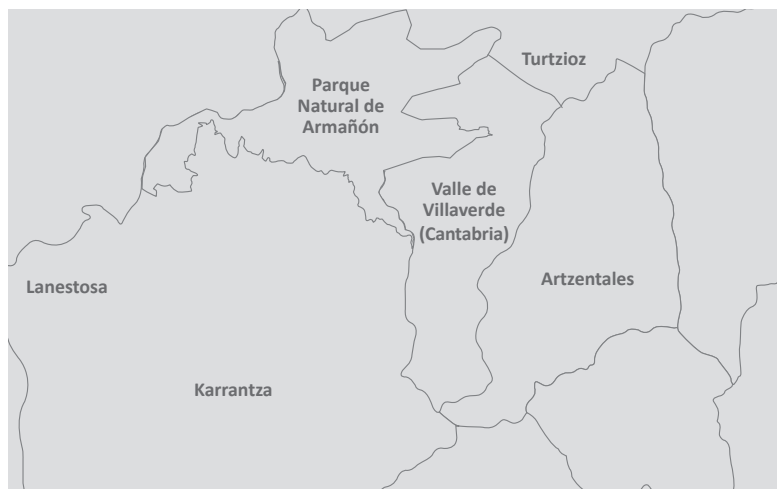 Turtzioz
Parque
Natural de
Armañón
Valle de
Villaverde
(Cantabria)
Lanestosa
Artzentales
Karrantza